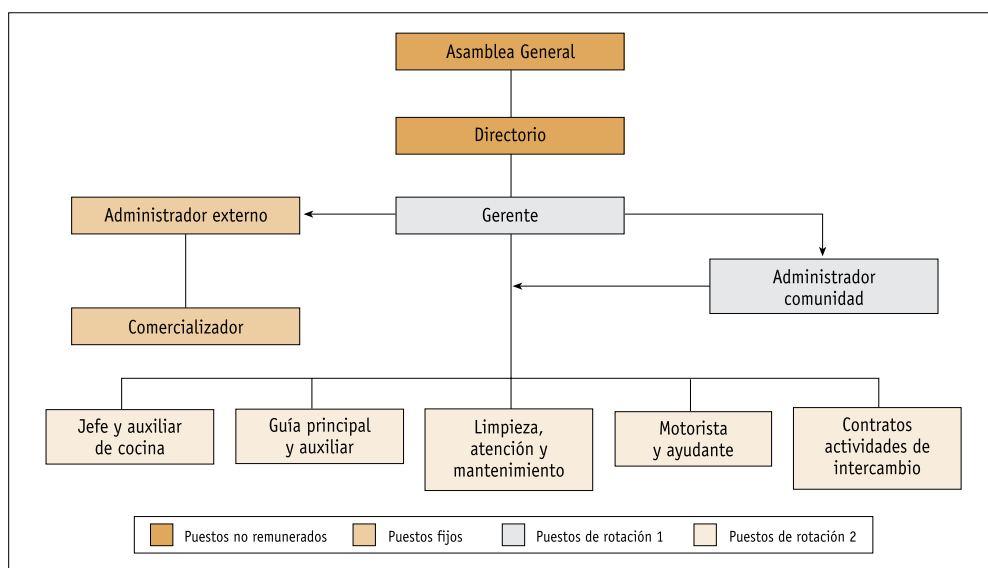 Asamblea General
Directorio
Administrador externo
Gerente
Administrador
comunidad
Comercializador
Jefe y auxiliar
de cocina
Guía principal
y auxiliar
Limpieza,
atención y
mantenimiento
Motorista
y ayudante
Contratos
actividades de
intercambio
Puestos no remunerados
Puestos fijos
Puestos de rotación 1
Puestos de rotación 2